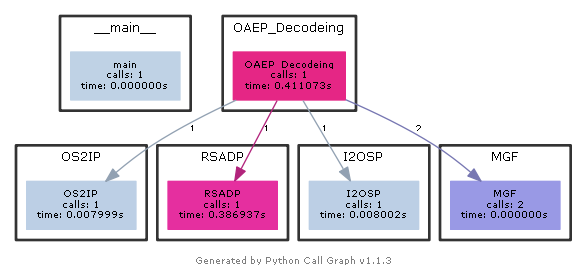 __main__
OAEP_Decodeing
main
calls: 1
time: 0.000000s
OAEP_Decodeing
calls: 1
time: 0.411073s
1
1
1
2
OS2IP
RSADP
I2OSP
MGF
OS2IP
calls: 1
time: 0.007999s
RSADP
calls: 1
time: 0.386937s
I2OSP
calls: 1
time: 0.008002s
MGF
calls: 2
time: 0.000000s
Generated by Python Call Graph v1.1.3